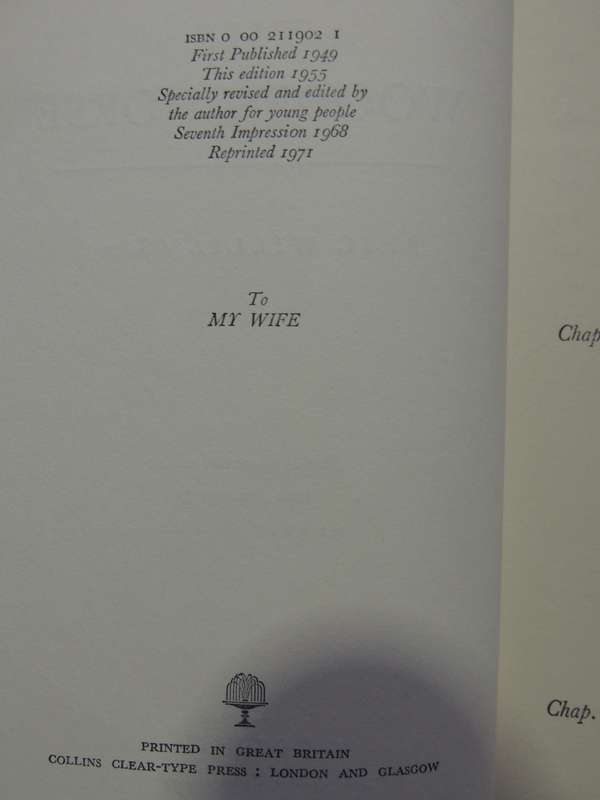 ISBN 0 00 211902 1
First Published 1949
This edition 1955
Specially revised and edited by
the author for young people
Seventh Impression 1968
Reprinted 1971
To
MY WIFE
PRINTED IN GREAT BRITAIN
COLLINS CLEAR-TYPE PRESS : LONDON AND GLASGOW
Chap.